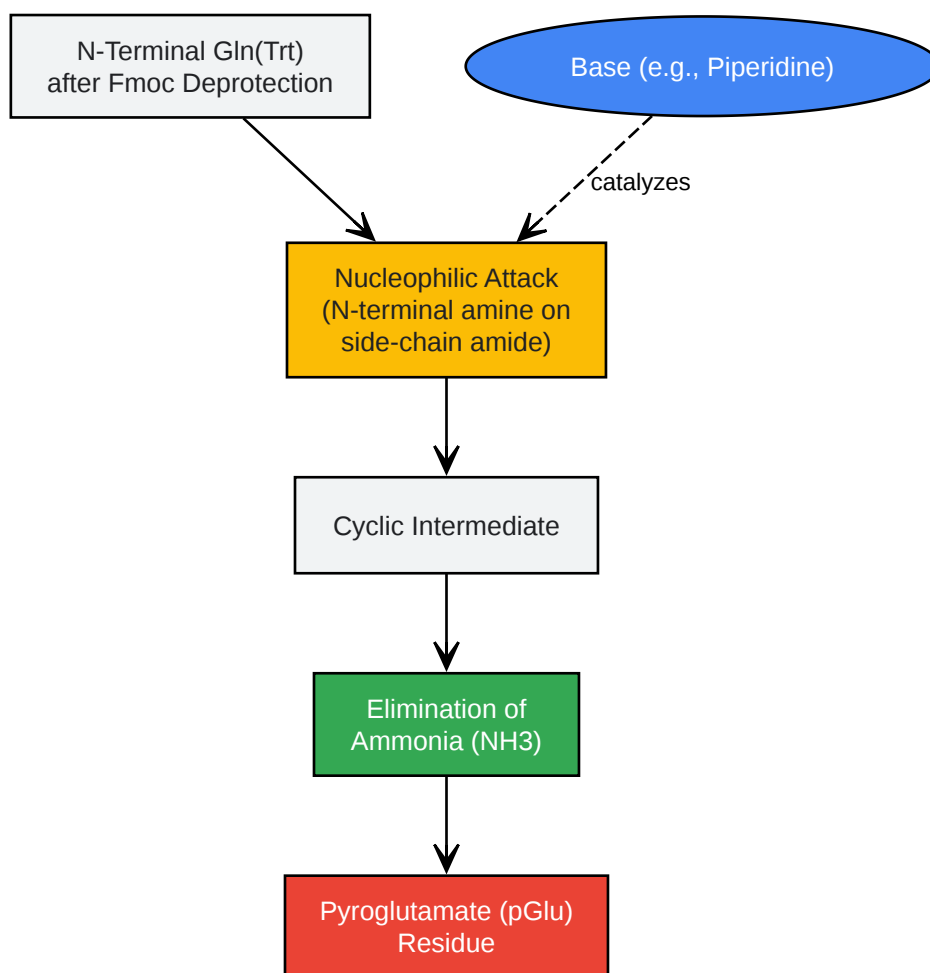 N-Terminal Gln(Trt)
after Fmoc Deprotection
Base (e.g., Piperidine)
catalyzes
Nucleophilic Attack
(N-terminal amine on
side-chain amide)
Cyclic Intermediate
Elimination of
Ammonia (NH3)
Pyroglutamate (pGlu)
Residue